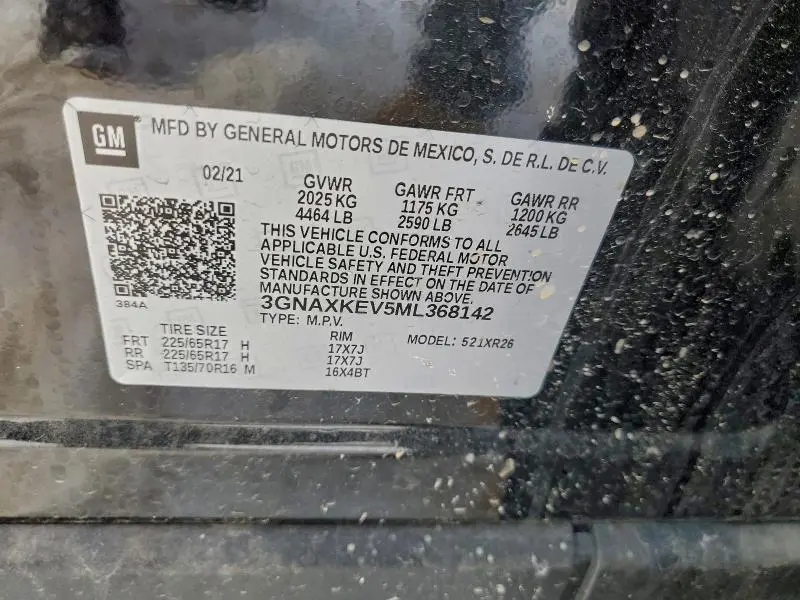 GM MFD BY GENERAL MOTORS DE MEXICO, S. DE R.L. DE C.V.
02/21
GVWR GAWR FRT GAWR RR
2025 KG 1175 KG 1200 KG
4464 LB 2590 LB 2645 LB
THIS VEHICLE CONFORMS TO ALL
APPLICABLE U.S. FEDERAL MOTOR
VEHICLE SAFETY AND THEFT PREVENTION
STANDARDS IN EFFECT ON THE DATE OF
MANUFACTURE SHOWN ABOVE.
384A
3GNAXKEV5ML368142
TYPE: M.P.V. MODEL: 521XR26
TIRE SIZE RIM
FRT 225/65R17 H 17X7J
RR 225/65R17 H 17X7J
SPA T135/70R16 M 16X4BT